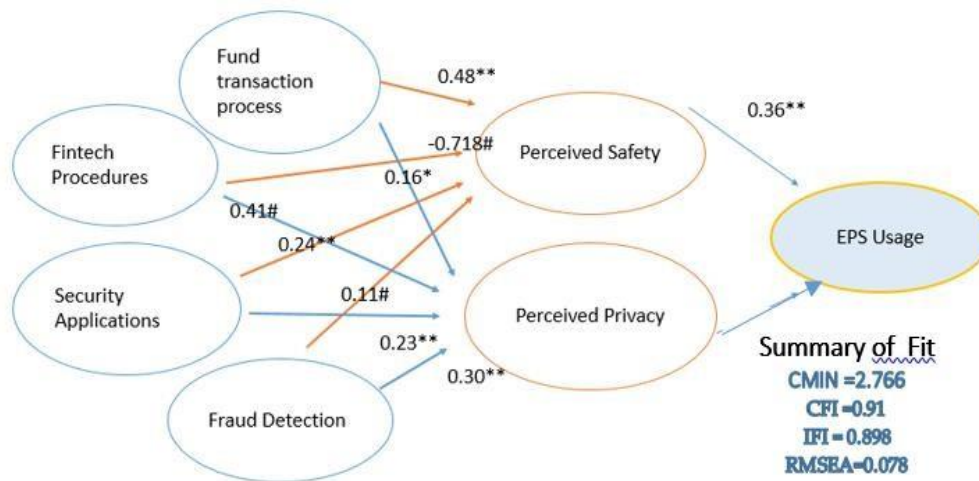 Fund
transaction
process
0.48**
0.36**
Fintech
Procedures
-0.718#
Perceived Safety
0.16*
0.41#
0.24**
EPS Usage
Security
Applications
0.11#
Perceived Privacy
0.23**
0.30**
Fraud Detection
Summary of Fit
CMIN =2.766
CFI =0.91
IFI = 0.898
RMSEA=0.078